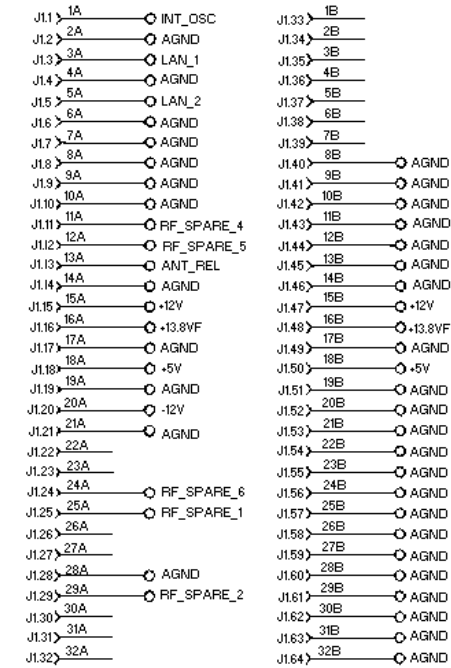 J1.1 1A INT_OSC
J1.2 2A AGND
J1.3 3A LAN_1
J1.4 4A AGND
J1.5 5A LAN_2
J1.6 6A AGND
J1.7 7A AGND
J1.8 8A AGND
J1.9 9A AGND
J1.10 10A AGND
J1.11 11A RF_SPARE_4
J1.12 12A RF_SPARE_5
J1.13 13A ANT_REL
J1.14 14A AGND
J1.15 15A +12V
J1.16 16A +13.8VF
J1.17 17A AGND
J1.18 18A +5V
J1.19 19A AGND
J1.20 20A -12V
J1.21 21A AGND
J1.22 22A
J1.23 23A
J1.24 24A RF_SPARE_6
J1.25 25A RF_SPARE_1
J1.26 26A
J1.27 27A
J1.28 28A AGND
J1.29 29A RF_SPARE_2
J1.30 30A
J1.31 31A
J1.32 32A
J1.33 1B
J1.34 2B
J1.35 3B
J1.36 4B
J1.37 5B
J1.38 6B
J1.39 7B
J1.40 8B AGND
J1.41 9B AGND
J1.42 10B AGND
J1.43 11B AGND
J1.44 12B AGND
J1.45 13B AGND
J1.46 14B AGND
J1.47 15B +12V
J1.48 16B +13.8VF
J1.49 17B AGND
J1.50 18B +5V
J1.51 19B AGND
J1.52 20B AGND
J1.53 21B AGND
J1.54 22B AGND
J1.55 23B AGND
J1.56 24B AGND
J1.57 25B AGND
J1.58 26B AGND
J1.59 27B AGND
J1.60 28B AGND
J1.61 29B AGND
J1.62 30B AGND
J1.63 31B AGND
J1.64 32B AGND